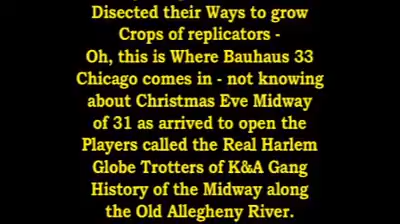 Disected their Ways to grow
Crops of replicators -
Oh, this is Where Bauhaus 33
Chicago comes in - not knowing
about Christmas Eve Midway
of 31 as arrived to open the
Players called the Real Harlem
Globe Trotters of K&A Gang
History of the Midway along
the Old Allegheny River.